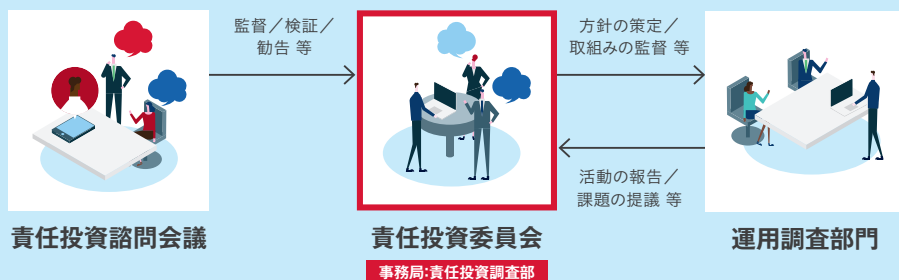 監督／検証／
勧告 等
方針の策定／
取組みの監督 等
活動の報告／
課題の提議 等
責任投資諮問会議
責任投資委員会
運用調査部門
事務局:責任投資調査部